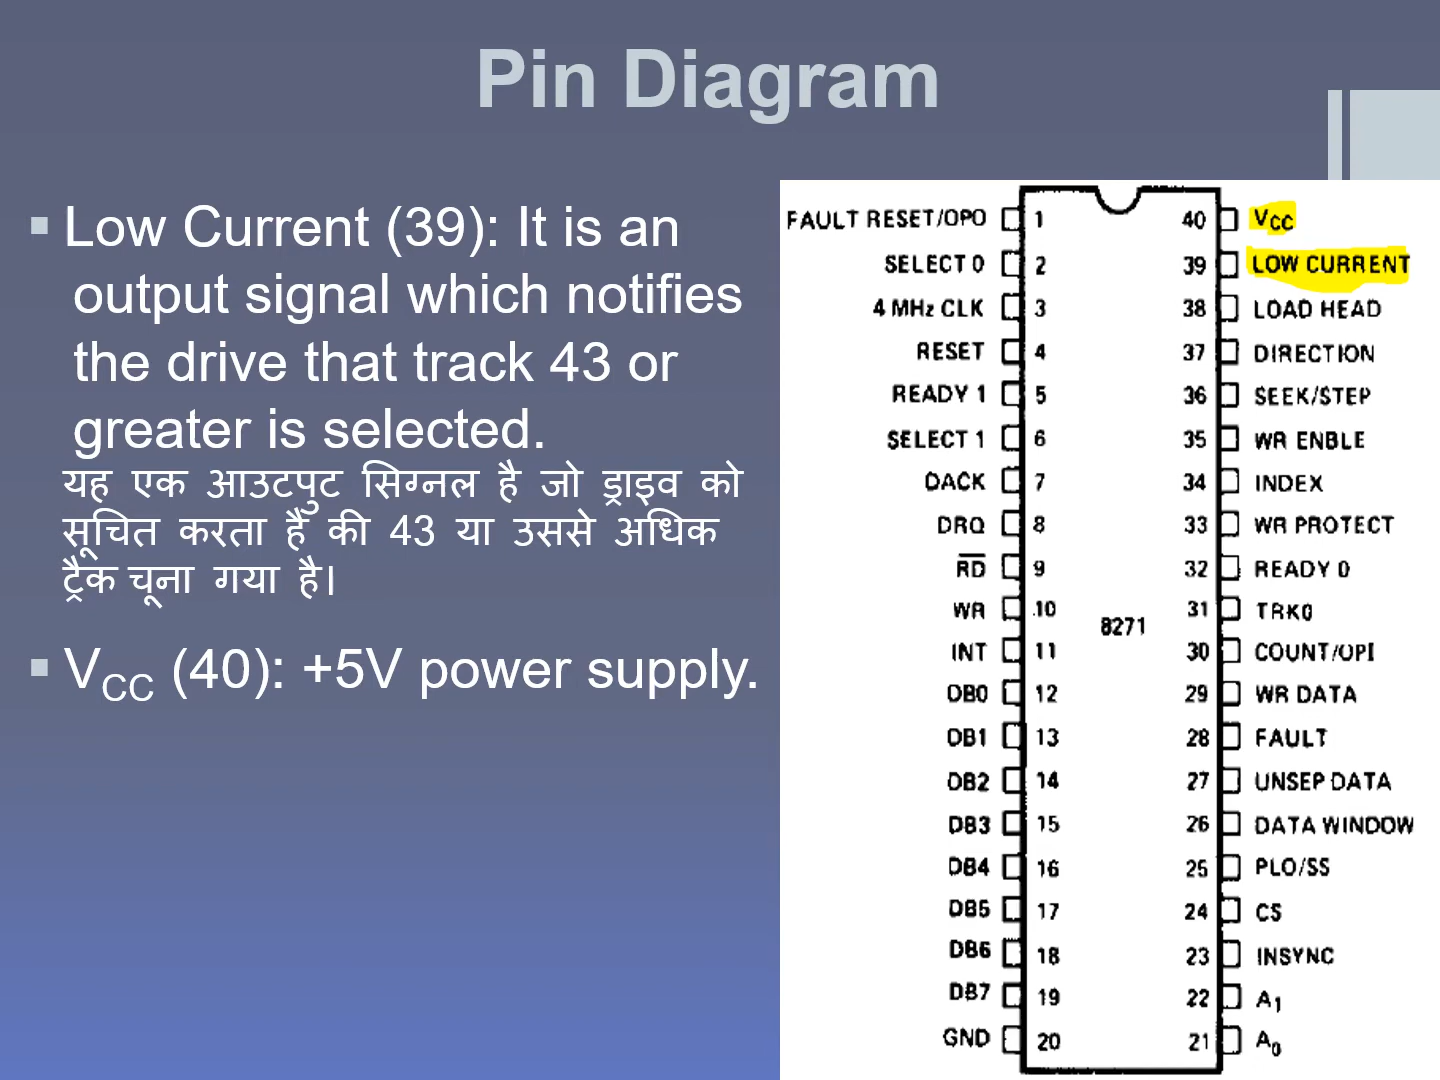 Pin Diagram
Low Current (39): It is an
output signal which notifies
the drive that track 43 or
greater is selected.
यह एक आउटपुट सिग्नल है जो ड्राइव को
सूचित करता है की 43 या उससे अधिक
ट्रैक चूना गया है।
VCC (40): +5V power supply.
FAULT RESET/OPO 1 40 VCC
SELECT 0 2 39 LOW CURRENT
4 MHz CLK 3 38 LOAD HEAD
RESET 4 37 DIRECTION
READY 1 5 36 SEEK/STEP
SELECT 1 6 35 WR ENBLE
DACK 7 34 INDEX
DRQ 8 33 WR PROTECT
RD 9 32 READY 0
WR 10 31 TRK0
8271
INT 11 30 COUNT/OPI
DB0 12 29 WR DATA
DB1 13 28 FAULT
DB2 14 27 UNSEP DATA
DB3 15 26 DATA WINDOW
DB4 16 25 PLO/SS
DB5 17 24 CS
DB6 18 23 INSYNC
DB7 19 22 A1
GND 20 21 A0